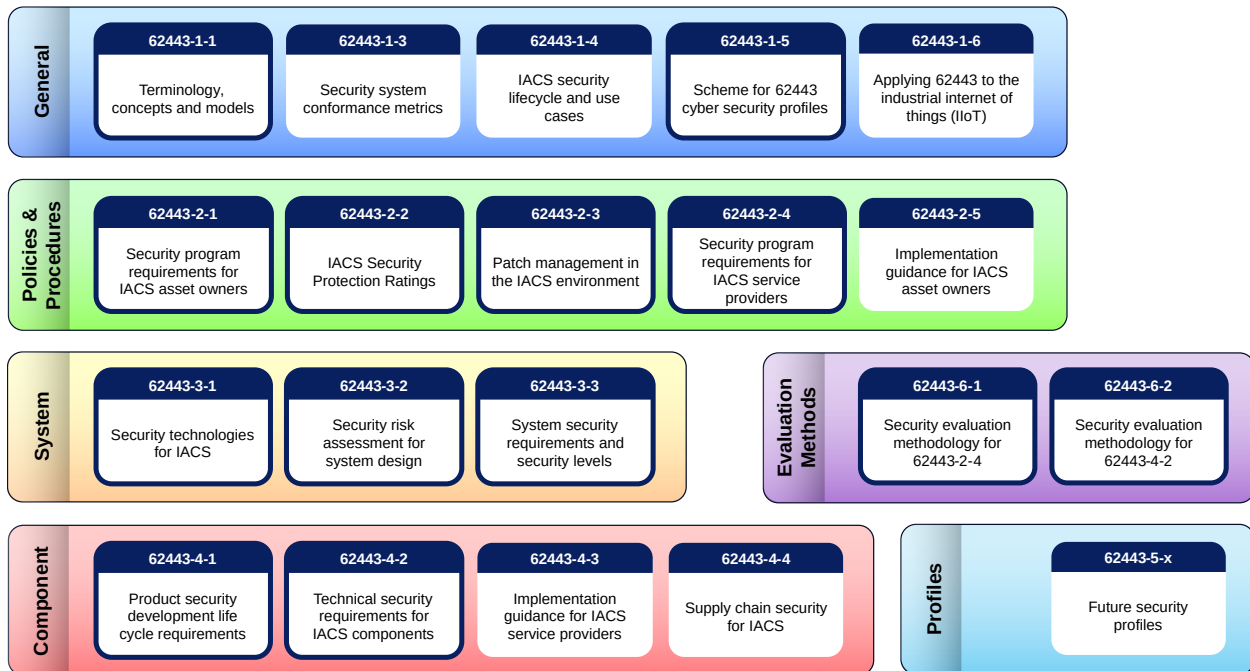 General
62443-1-1
Terminology,
concepts and models
62443-1-3
Security system
conformance metrics
62443-1-4
IACS security
lifecycle and use
cases
62443-1-5
Scheme for 62443
cyber security profiles
62443-1-6
Applying 62443 to the
industrial internet of
things (IIoT)
Policies &
Procedures
62443-2-1
Security program
requirements for
IACS asset owners
62443-2-2
IACS Security
Protection Ratings
62443-2-3
Patch management in
the IACS environment
62443-2-4
Security program
requirements for
IACS service
providers
62443-2-5
Implementation
guidance for IACS
asset owners
System
62443-3-1
Security technologies
for IACS
62443-3-2
Security risk
assessment for
system design
62443-3-3
System security
requirements and
security levels
Evaluation
Methods
62443-6-1
Security evaluation
methodology for
62443-2-4
62443-6-2
Security evaluation
methodology for
62443-4-2
Component
62443-4-1
Product security
development life
cycle requirements
62443-4-2
Technical security
requirements for
IACS components
62443-4-3
Implementation
guidance for IACS
service providers
62443-4-4
Supply chain security
for IACS
Profiles
62443-5-x
Future security
profiles